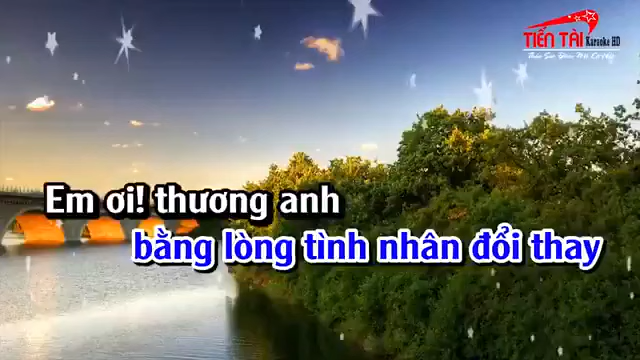 TIẾN TÀI Karaoke HD
Em ơi! thương anh
bằng lòng tình nhân đổi thay